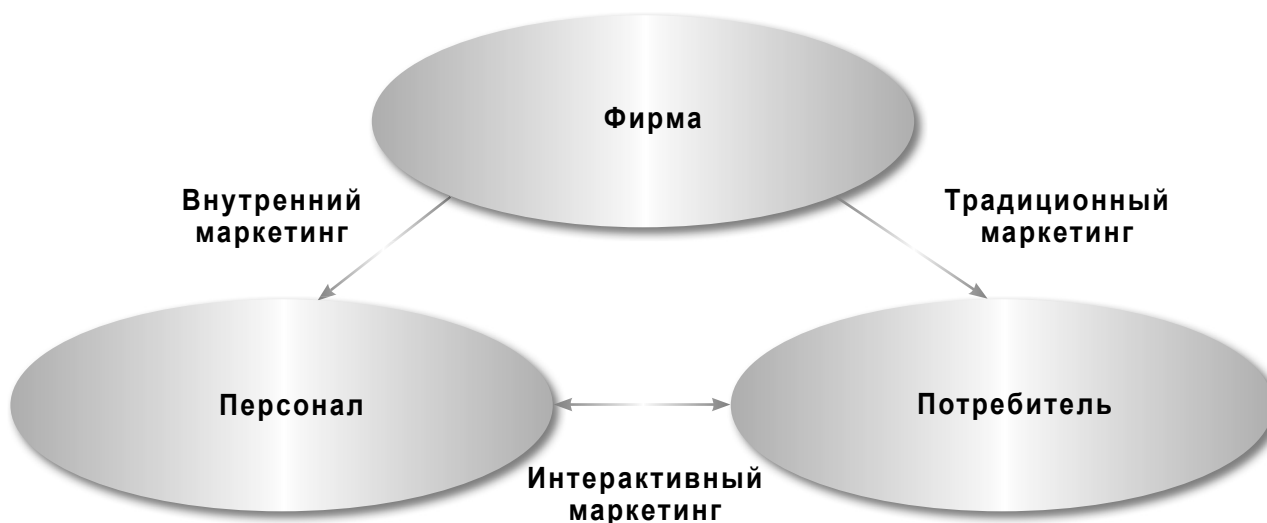 Фирма
Внутренний
маркетинг
Традиционный
маркетинг
Персонал
Потребитель
Интерактивный
маркетинг